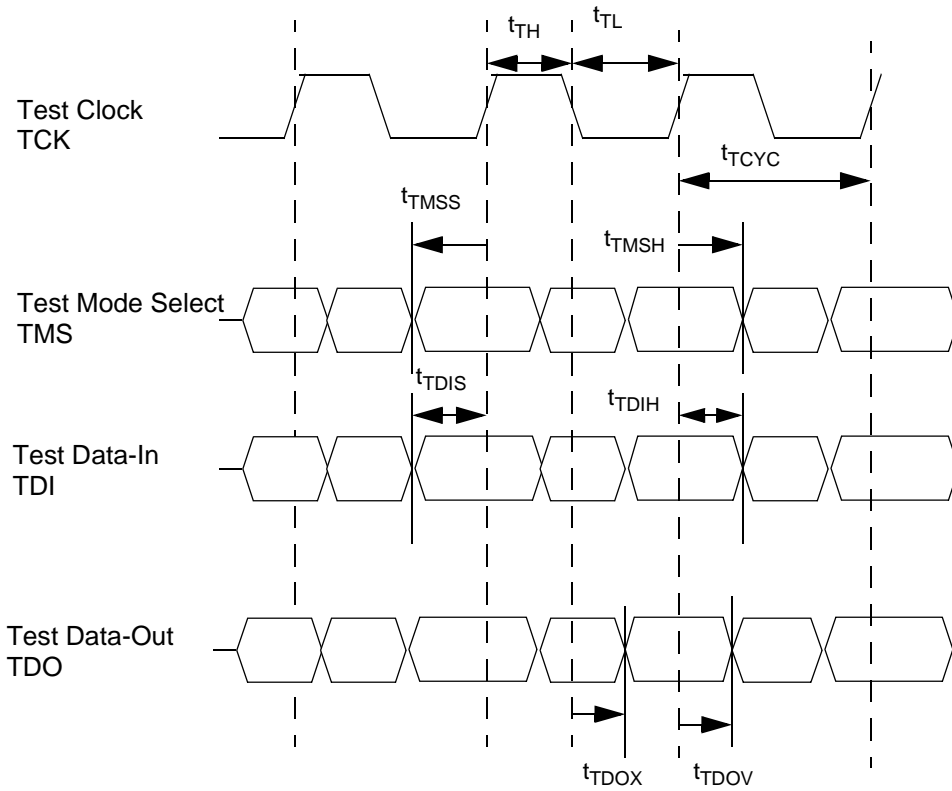 tTH
tTL
Test Clock
TCK
tTCYC
tTMSS
tTMSH
Test Mode Select
TMS
tTDIS
tTDIH
Test Data-In
TDI
Test Data-Out
TDO
tTDOX
tTDOV